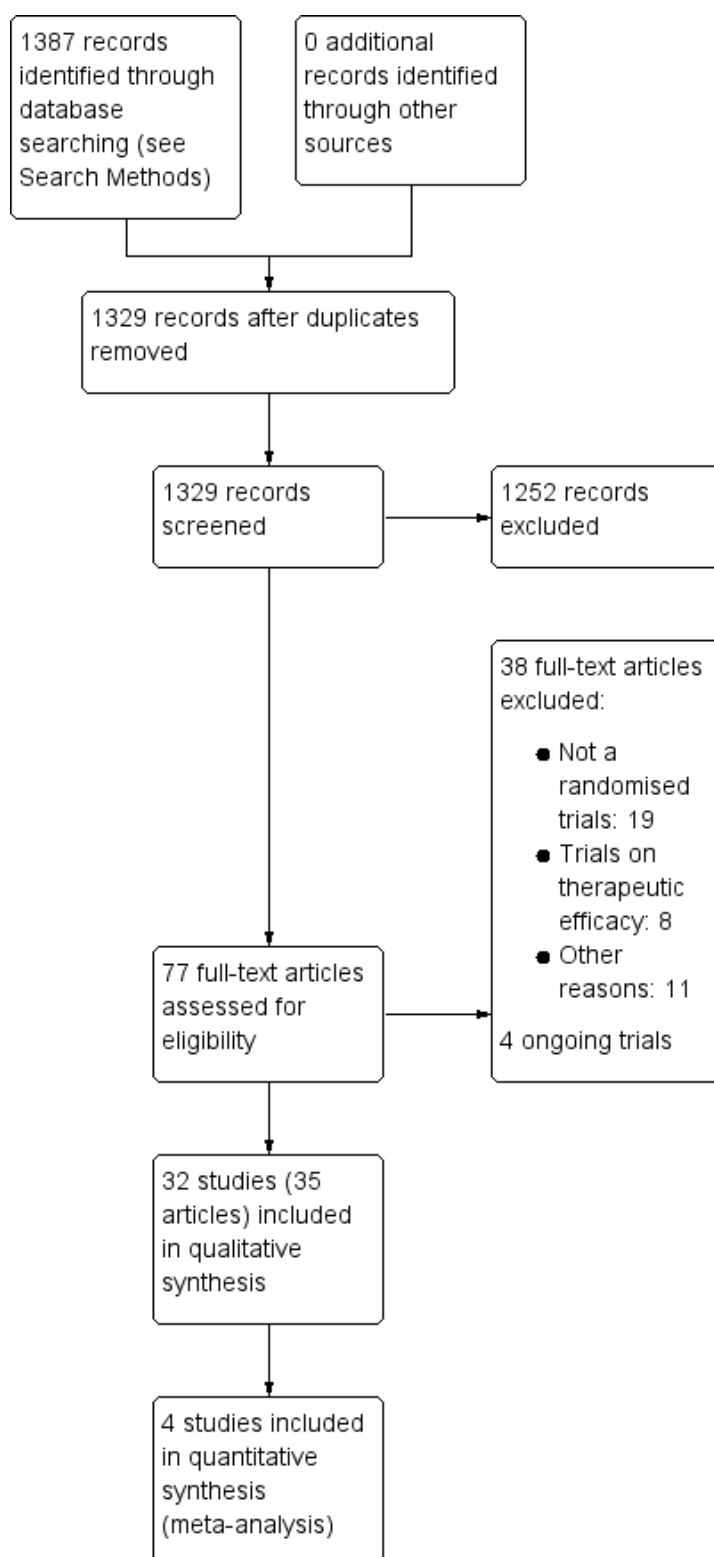 1387 records
identified through
database
searching (see
Search Methods)
0 additional
records identified
through other
sources
1329 records after duplicates
removed
1329 records
screened
1252 records
excluded
38 full-text articles
excluded:
● Not a
randomised
trials: 19
● Trials on
therapeutic
efficacy: 8
● Other
reasons: 11
4 ongoing trials
77 full-text articles
assessed for
eligibility
32 studies (35
articles) included
in qualitative
synthesis
4 studies included
in quantitative
synthesis
(meta-analysis)